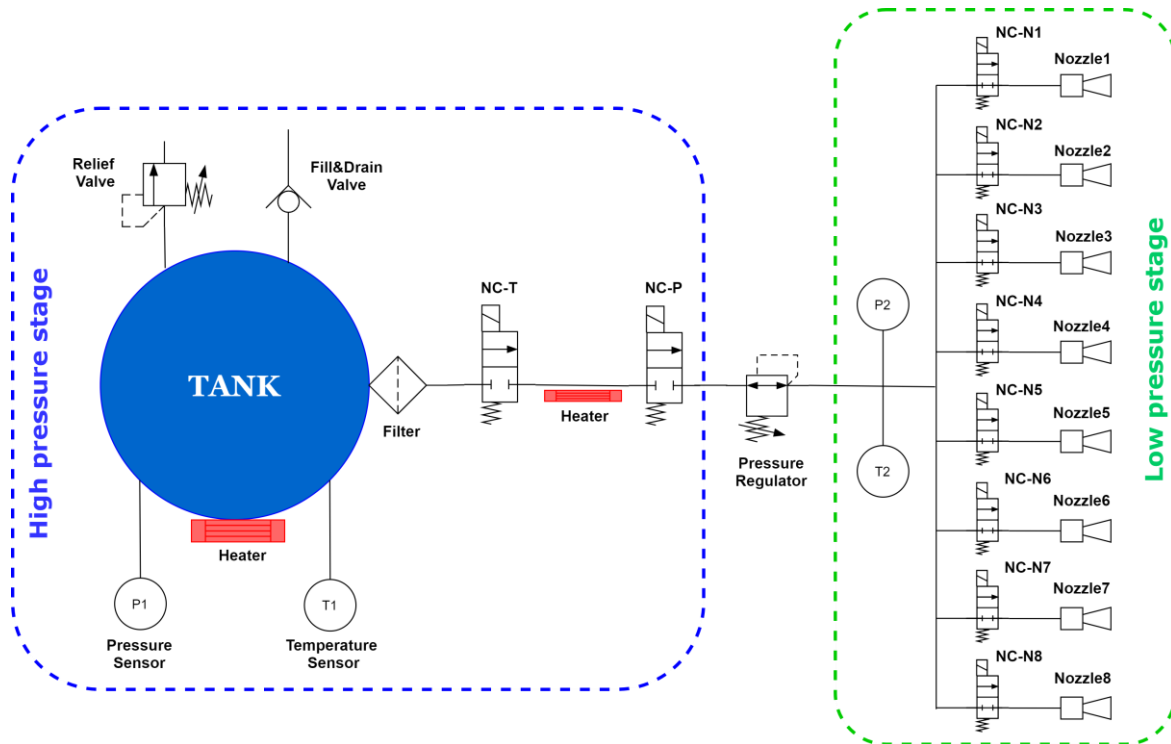 High pressure stage
Relief
Valve
Fill&Drain
Valve
TANK
Filter
NC-T
Heater
NC-P
Pressure
Regulator
Heater
P1
Pressure
Sensor
T1
Temperature
Sensor
Low pressure stage
P2
T2
NC-N1
Nozzle1
NC-N2
Nozzle2
NC-N3
Nozzle3
NC-N4
Nozzle4
NC-N5
Nozzle5
NC-N6
Nozzle6
NC-N7
Nozzle7
NC-N8
Nozzle8